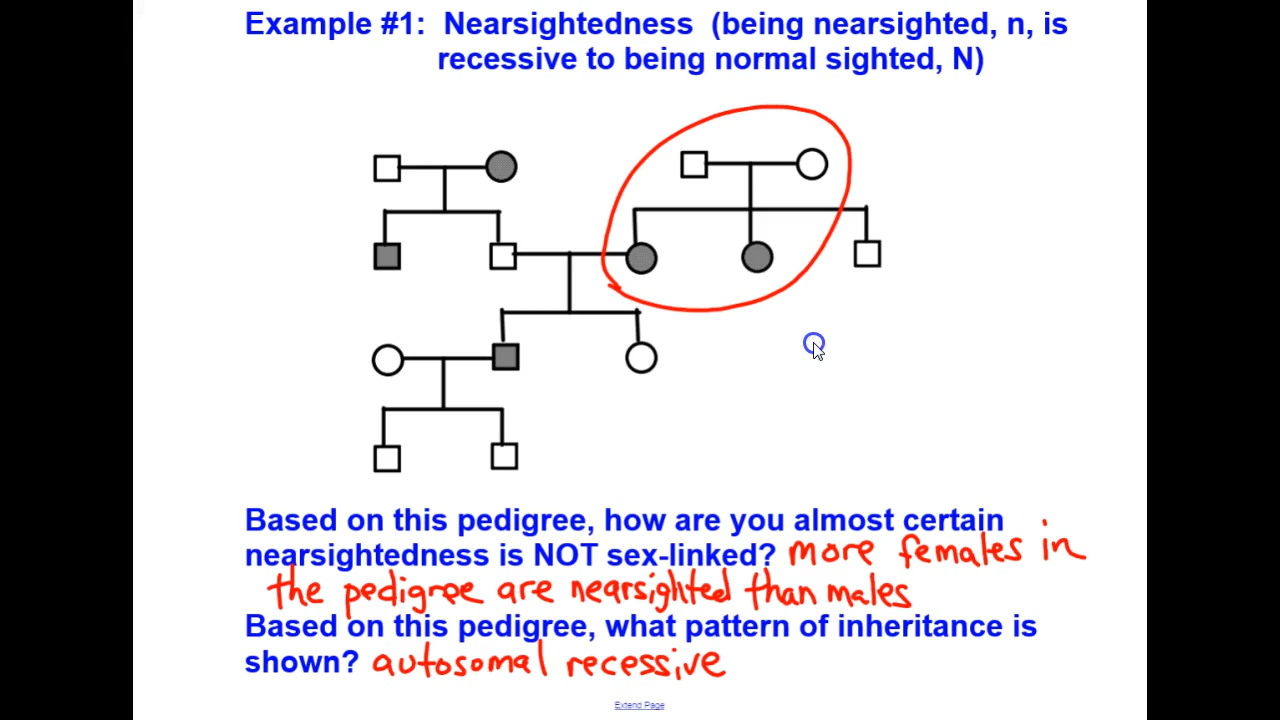 Example #1: Nearsightedness (being nearsighted, n, is
recessive to being normal sighted, N)
Based on this pedigree, how are you almost certain
nearsightedness is NOT sex-linked? more females in
the pedigree are nearsighted than males
Based on this pedigree, what pattern of inheritance is
shown? autosomal recessive
Extend Page